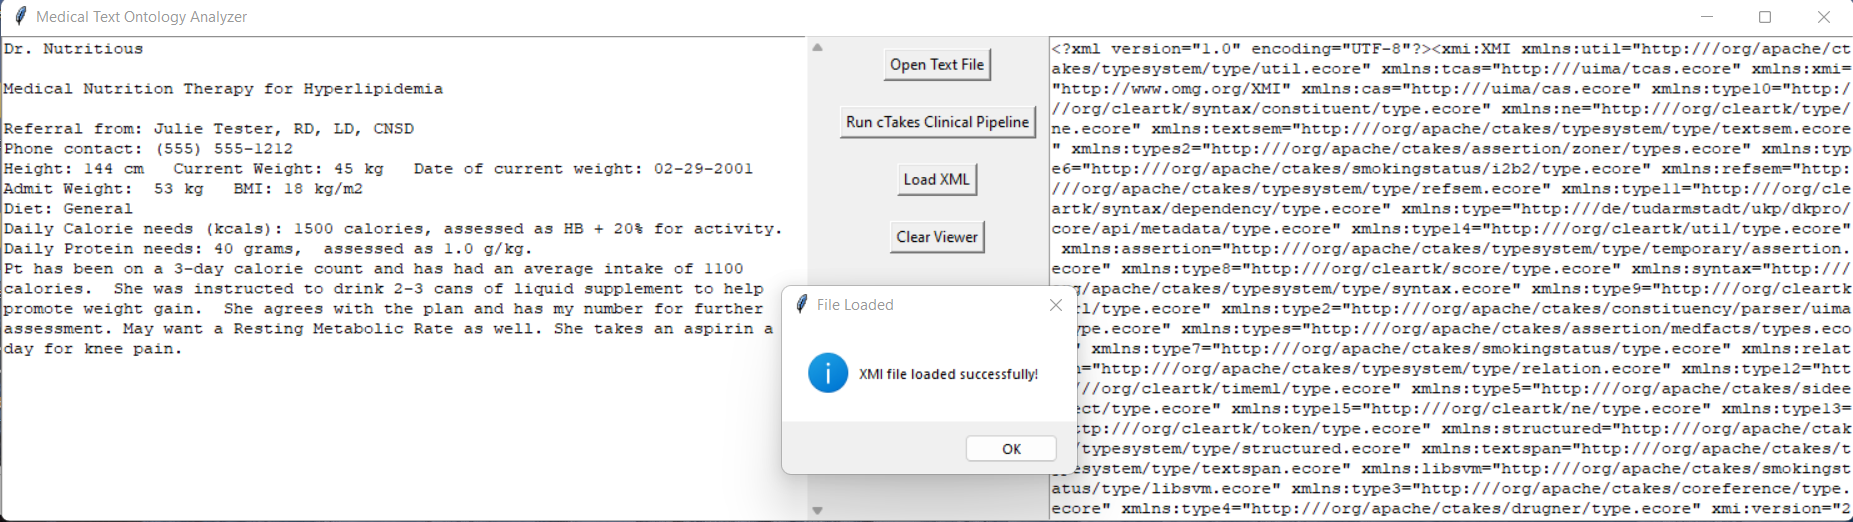 Medical Text Ontology Analyzer
Dr. Nutritious
Medical Nutrition Therapy for Hyperlipidemia
Referral from: Julie Tester, RD, LD, CNSD
Phone contact: (555) 555-1212
Height: 144 cm   Current Weight: 45 kg   Date of current weight: 02-29-2001
Admit Weight:  53 kg   BMI: 18 kg/m2
Diet: General
Daily Calorie needs (kcals): 1500 calories, assessed as HB + 20% for activity.
Daily Protein needs: 40 grams,  assessed as 1.0 g/kg.
Pt has been on a 3-day calorie count and has had an average intake of 1100
calories.  She was instructed to drink 2-3 cans of liquid supplement to help
promote weight gain.  She agrees with the plan and has my number for further
assessment. May want a Resting Metabolic Rate as well. She takes an aspirin a
day for knee pain.
Open Text File
Run cTakes Clinical Pipeline
Load XML
Clear Viewer
File Loaded
XMI file loaded successfully!
OK
<?xml version="1.0" encoding="UTF-8"?><xmi:XMI xmlns:util="http:///org/apache/ct
akes/typesystem/type/util.ecore" xmlns:tcas="http:///uima/tcas.ecore" xmlns:xmi=
"http://www.omg.org/XMI" xmlns:cas="http:///uima/cas.ecore" xmlns:type10="http:/
//org/cleartk/syntax/constituent/type.ecore" xmlns:ne="http:///org/cleartk/type/
ne.ecore" xmlns:textsem="http:///org/apache/ctakes/typesystem/type/textsem.ecore
" xmlns:types2="http:///org/apache/ctakes/assertion/zoner/types.ecore" xmlns:typ
e6="http:///org/apache/ctakes/smokingstatus/i2b2/type.ecore" xmlns:refsem="http:
///org/apache/ctakes/typesystem/type/refsem.ecore" xmlns:type11="http:///org/cle
artk/syntax/dependency/type.ecore" xmlns:type="http:///de/tudarmstadt/ukp/dkpro/
core/api/metadata/type.ecore" xmlns:type14="http:///org/cleartk/util/type.ecore"
xmlns:assertion="http:///org/apache/ctakes/typesystem/type/temporary/assertion.
ecore" xmlns:type8="http:///org/cleartk/score/type.ecore" xmlns:syntax="http:///
rg/apache/ctakes/typesystem/type/syntax.ecore" xmlns:type9="http:///org/cleartk
rl/type.ecore" xmlns:type2="http:///org/apache/ctakes/constituency/parser/uima
ype.ecore" xmlns:types="http:///org/apache/ctakes/assertion/medfacts/types.eco
" xmlns:type7="http:///org/apache/ctakes/smokingstatus/type.ecore" xmlns:relat
="http:///org/apache/ctakes/typesystem/type/relation.ecore" xmlns:type12="htt
///org/cleartk/timeml/type.ecore" xmlns:type5="http:///org/apache/ctakes/sidee
ect/type.ecore" xmlns:type15="http:///org/cleartk/ne/type.ecore" xmlns:type13=
ttp:///org/cleartk/token/type.ecore" xmlns:structured="http:///org/apache/ctak
/typesystem/type/structured.ecore" xmlns:textspan="http:///org/apache/ctakes/t
pesystem/type/textspan.ecore" xmlns:libsvm="http:///org/apache/ctakes/smokingst
atus/type/libsvm.ecore" xmlns:type3="http:///org/apache/ctakes/coreference/type.
ecore" xmlns:type4="http:///org/apache/ctakes/drugner/type.ecore" xmi:version="2